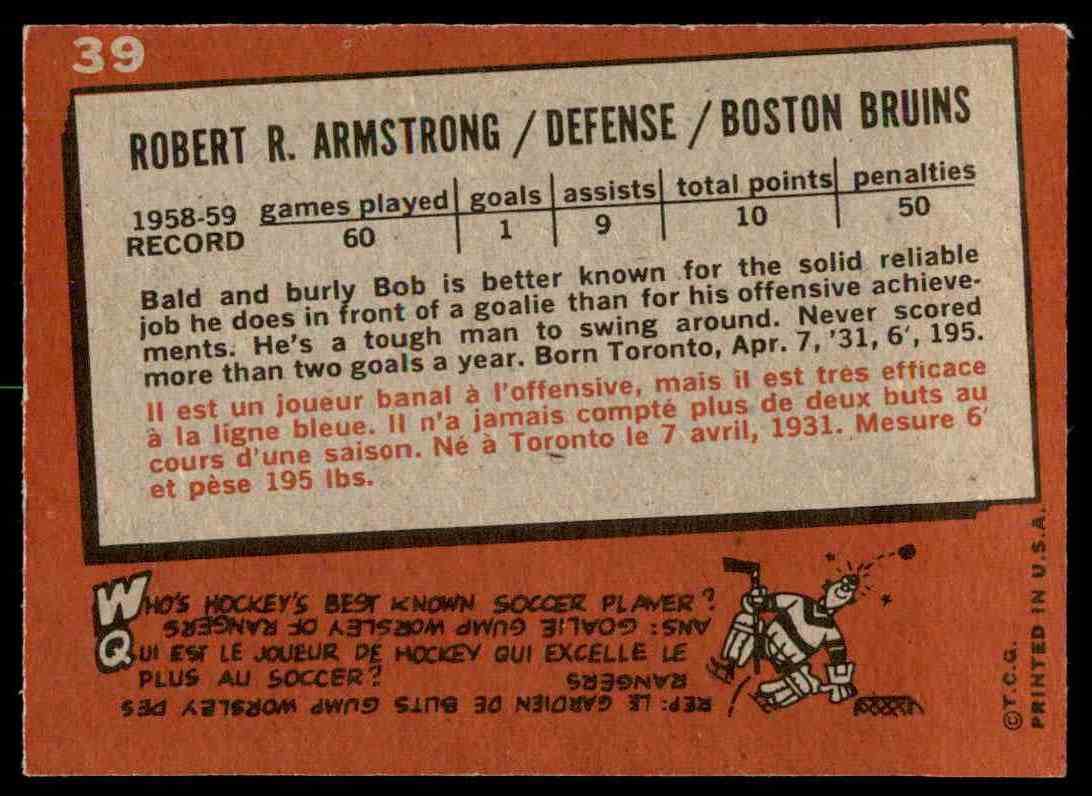 39
ROBERT R. ARMSTRONG / DEFENSE / BOSTON BRUINS
1958-59 RECORD games played goals assists total points penalties
60 1 9 10 50
Bald and burly Bob is better known for the solid reliable
job he does in front of a goalie than for his offensive achieve-
ments. He's a tough man to swing around. Never scored
more than two goals a year. Born Toronto, Apr. 7, '31, 6', 195.
Il est un joueur banal à l'offensive, mais il est très efficace
à la ligne bleue. Il n'a jamais compté plus de deux buts au
cours d'une saison. Né à Toronto le 7 avril, 1931. Mesure 6'
et pèse 195 lbs.
WHO'S HOCKEY'S BEST KNOWN SOCCER PLAYER?
ANS: GOALIE GUMP WORSLEY OF RANGERS
QUI EST LE JOUEUR DE HOCKEY QUI EXCELLE LE
PLUS AU SOCCER?
REP: LE GARDIEN DE BUTS GUMP WORSLEY DES
RANGERS
©T.C.G. PRINTED IN U.S.A.